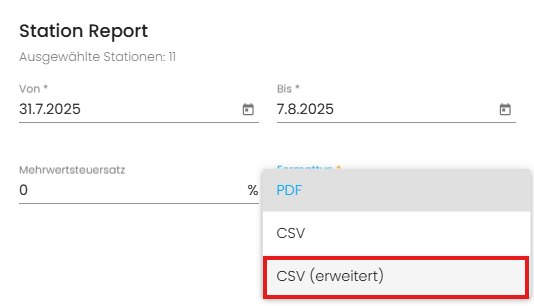 Station Report
Ausgewählte Stationen: 11
Von *
Bis *
31.7.2025
7.8.2025
Mehrwertsteuersatz
Formattyp *
0
%
PDF
CSV
CSV (erweitert)